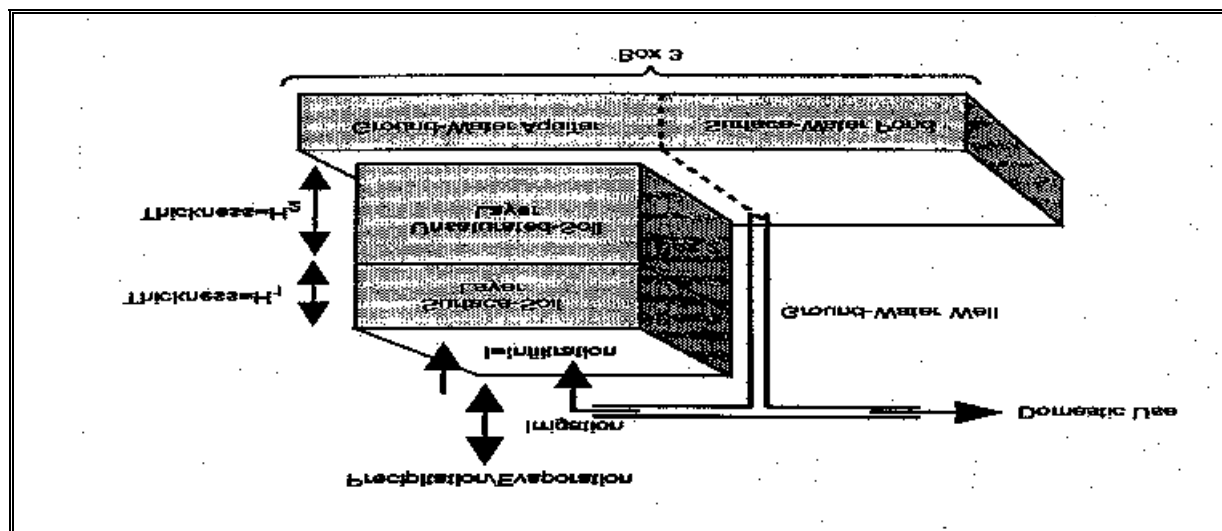 Precipitation/Evaporation
Irrigation
Domestic Use
I=Infiltration
Ground-Water Well
Surface-Soil
Layer
Thickness=H1
Unsaturated-Soil
Layer
Thickness=H2
Ground-Water Aquifer
Surface-Water Pond
Box 3